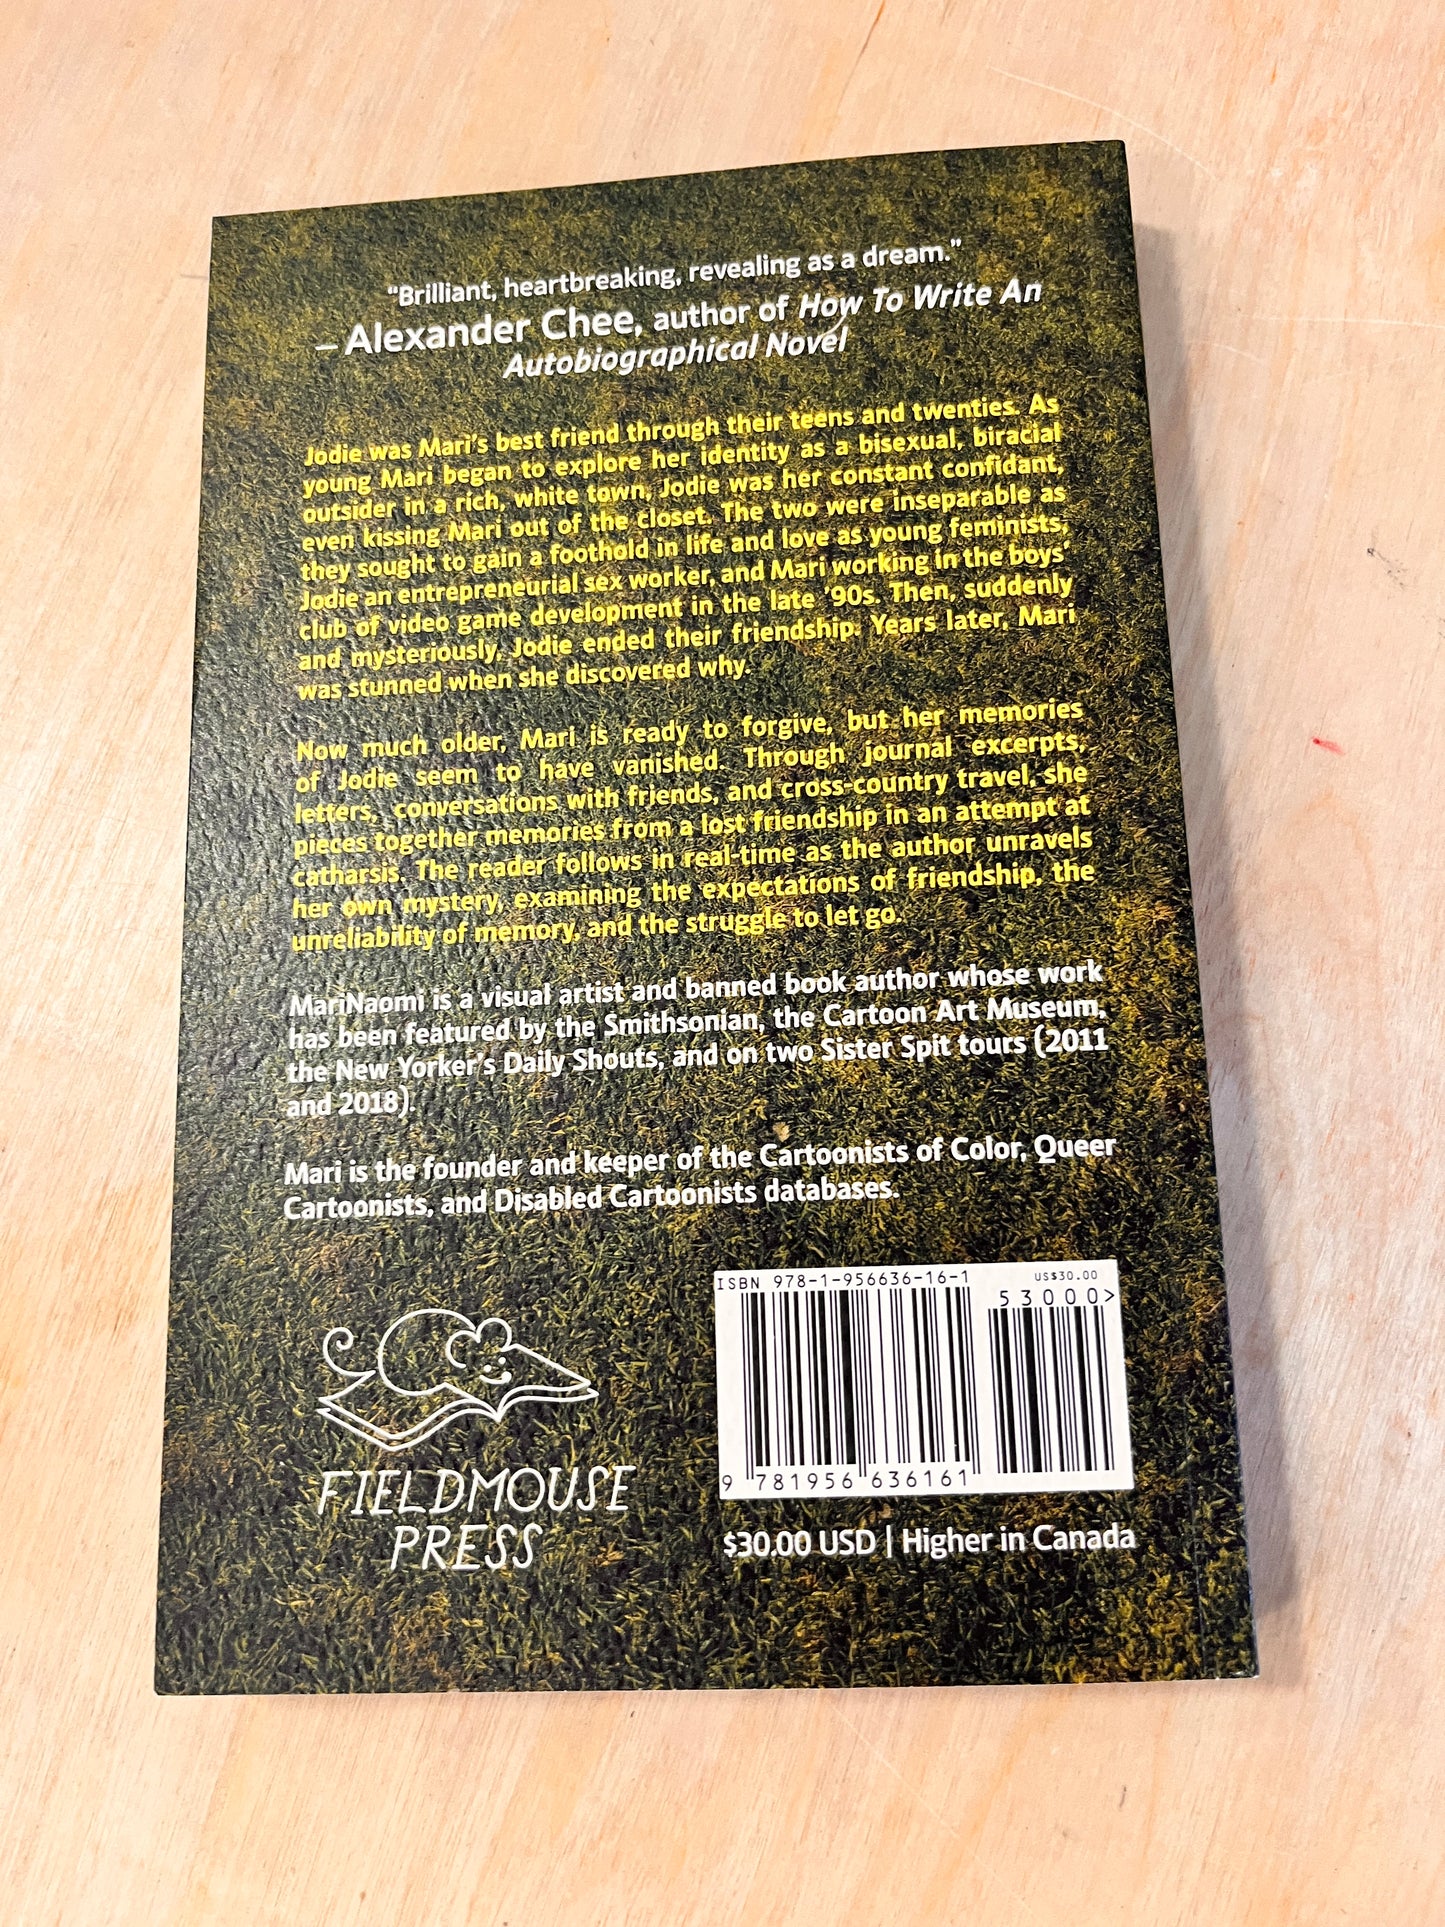 "Brilliant, heartbreaking, revealing as a dream."
– Alexander Chee, author of How To Write An
Autobiographical Novel
Jodie was Mari's best friend through their teens and twenties. As
young Mari began to explore her identity as a bisexual, biracial
outsider in a rich, white town, Jodie was her constant confidant,
even kissing Mari out of the closet. The two were inseparable as
they sought to gain a foothold in life and love as young feminists,
Jodie an entrepreneurial sex worker, and Mari working in the boys'
club of video game development in the late '90s. Then, suddenly
and mysteriously, Jodie ended their friendship. Years later, Mari
was stunned when she discovered why.
Now much older, Mari is ready to forgive, but her memories
of Jodie seem to have vanished. Through journal excerpts,
letters, conversations with friends, and cross-country travel, she
pieces together memories from a lost friendship in an attempt at
catharsis. The reader follows in real-time as the author unravels
her own mystery, examining the expectations of friendship, the
unreliability of memory, and the struggle to let go.
MariNaomi is a visual artist and banned book author whose work
has been featured by the Smithsonian, the Cartoon Art Museum,
the New Yorker's Daily Shouts, and on two Sister Spit tours (2011
and 2018).
Mari is the founder and keeper of the Cartoonists of Color, Queer
Cartoonists, and Disabled Cartoonists databases.
FIELDMOUSE
PRESS
ISBN 978-1-956636-16-1
US$30.00
53000>
9 781956 636161
$30.00 USD | Higher in Canada